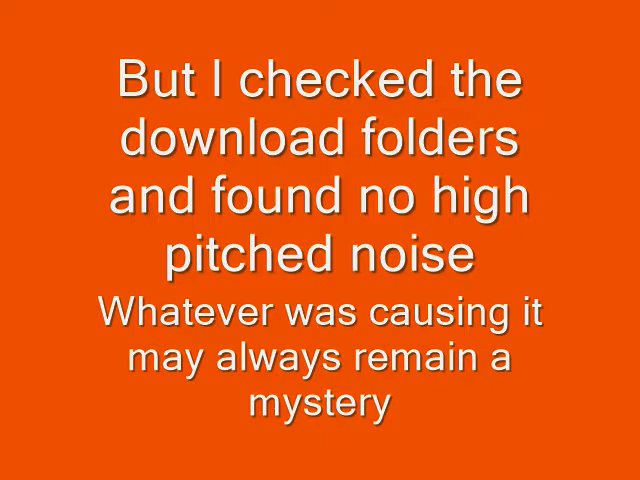 But I checked the
download folders
and found no high
pitched noise
Whatever was causing it
may always remain a
mystery